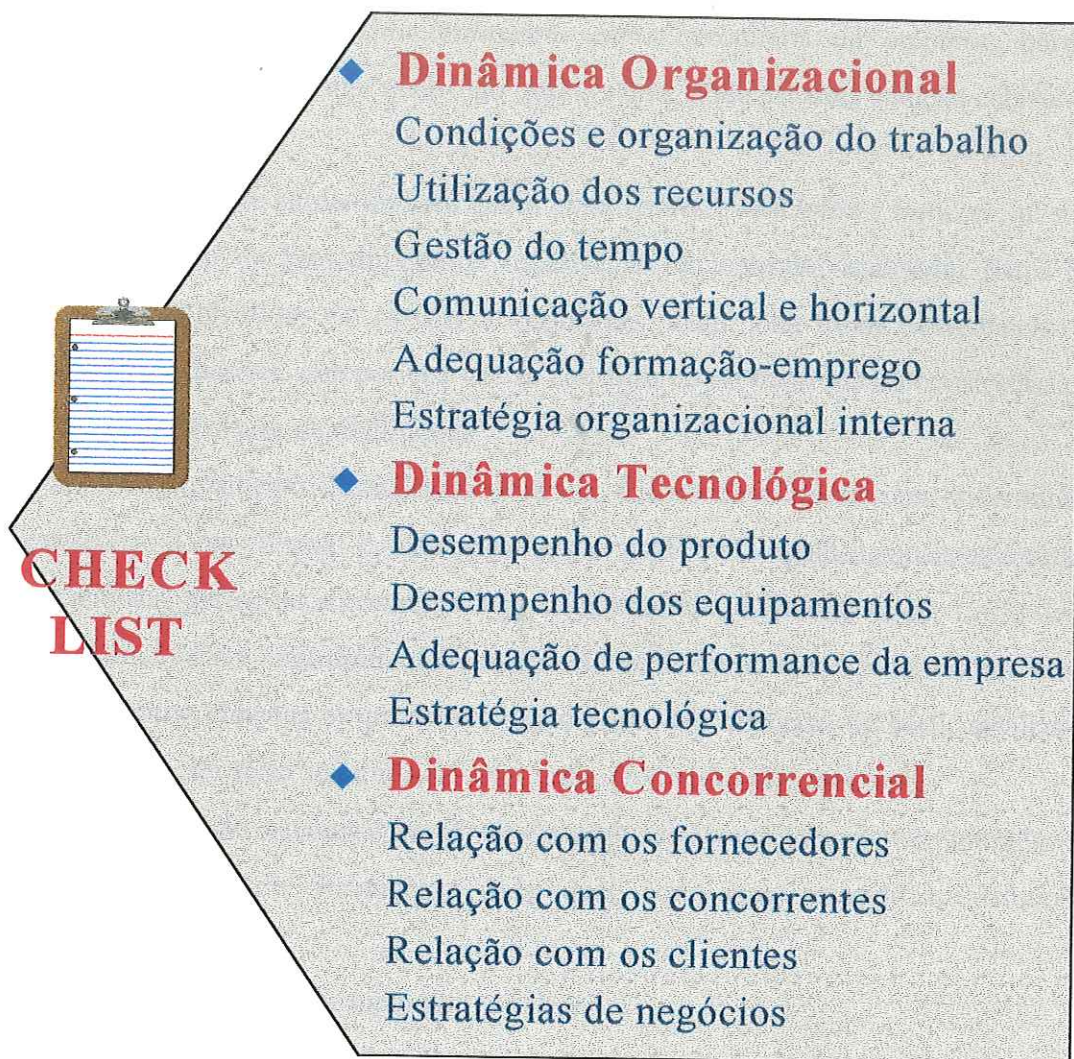 Dinâmica Organizacional
Condições e organização do trabalho
Utilização dos recursos
Gestão do tempo
Comunicação vertical e horizontal
Adequação formação-emprego
Estratégia organizacional interna
Dinâmica Tecnológica
Desempenho do produto
Desempenho dos equipamentos
Adequação de performance da empresa
Estratégia tecnológica
Dinâmica Concorrencial
Relação com os fornecedores
Relação com os concorrentes
Relação com os clientes
Estratégias de negócios
CHECK
LIST